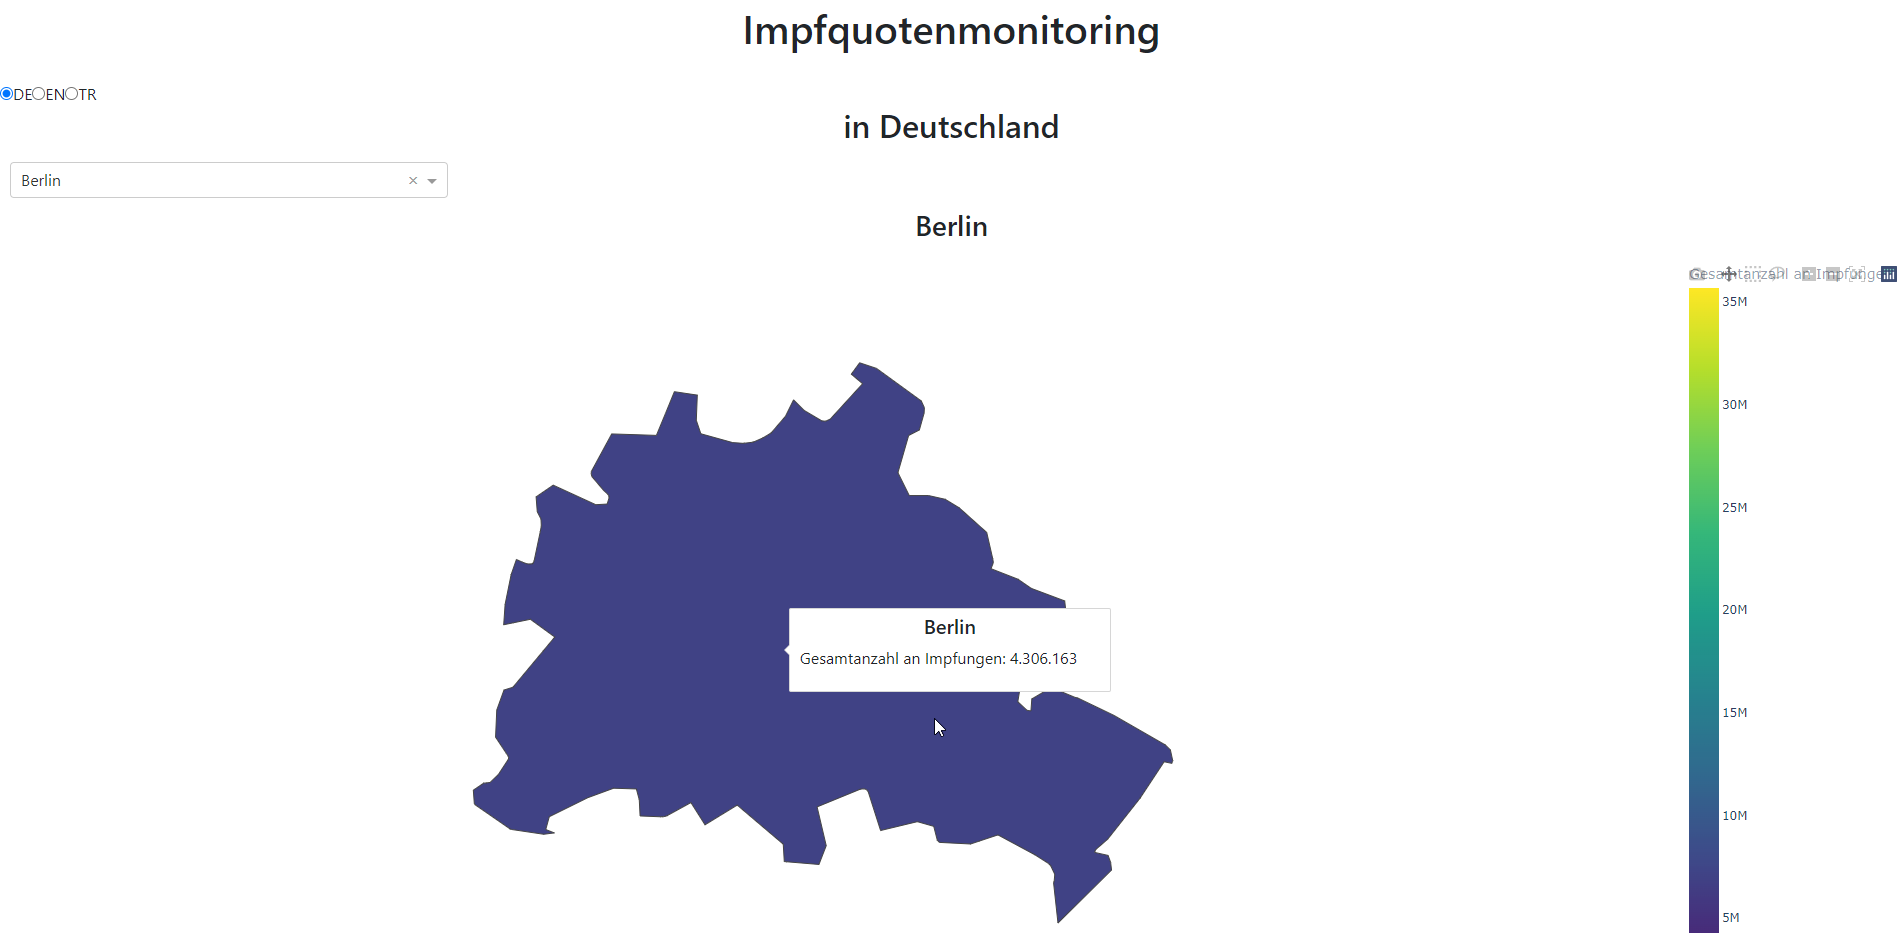 Impfquotenmonitoring
DE EN TR
in Deutschland
Berlin
Berlin
Gesamtanzahl an Impfunge
35M
30M
25M
Berlin
Gesamtanzahl an Impfungen: 4.306.163
20M
15M
10M
5M